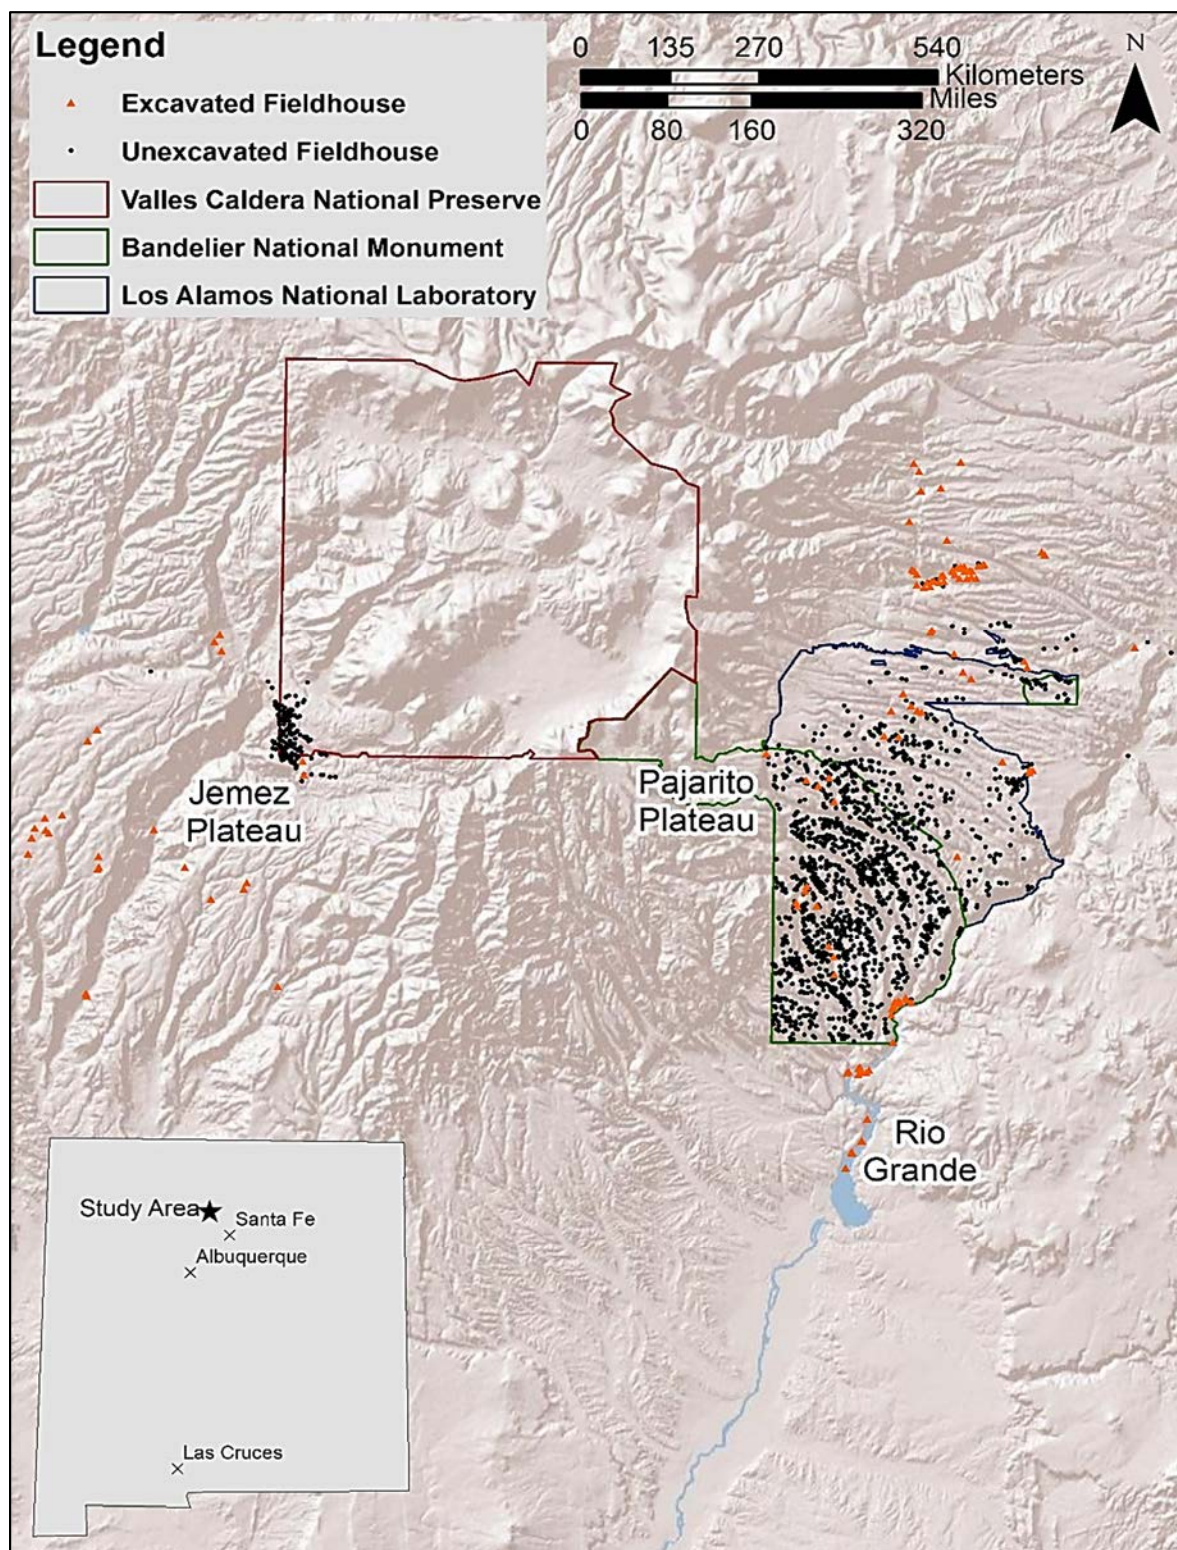 Legend
Excavated Fieldhouse
Unexcavated Fieldhouse
Valles Caldera National Preserve
Bandelier National Monument
Los Alamos National Laboratory
0 135 270 540
Kilometers
Miles
0 80 160 320
N
Jemez
Plateau
Pajarito
Plateau
Rio
Grande
Study Area
Santa Fe
Albuquerque
Las Cruces